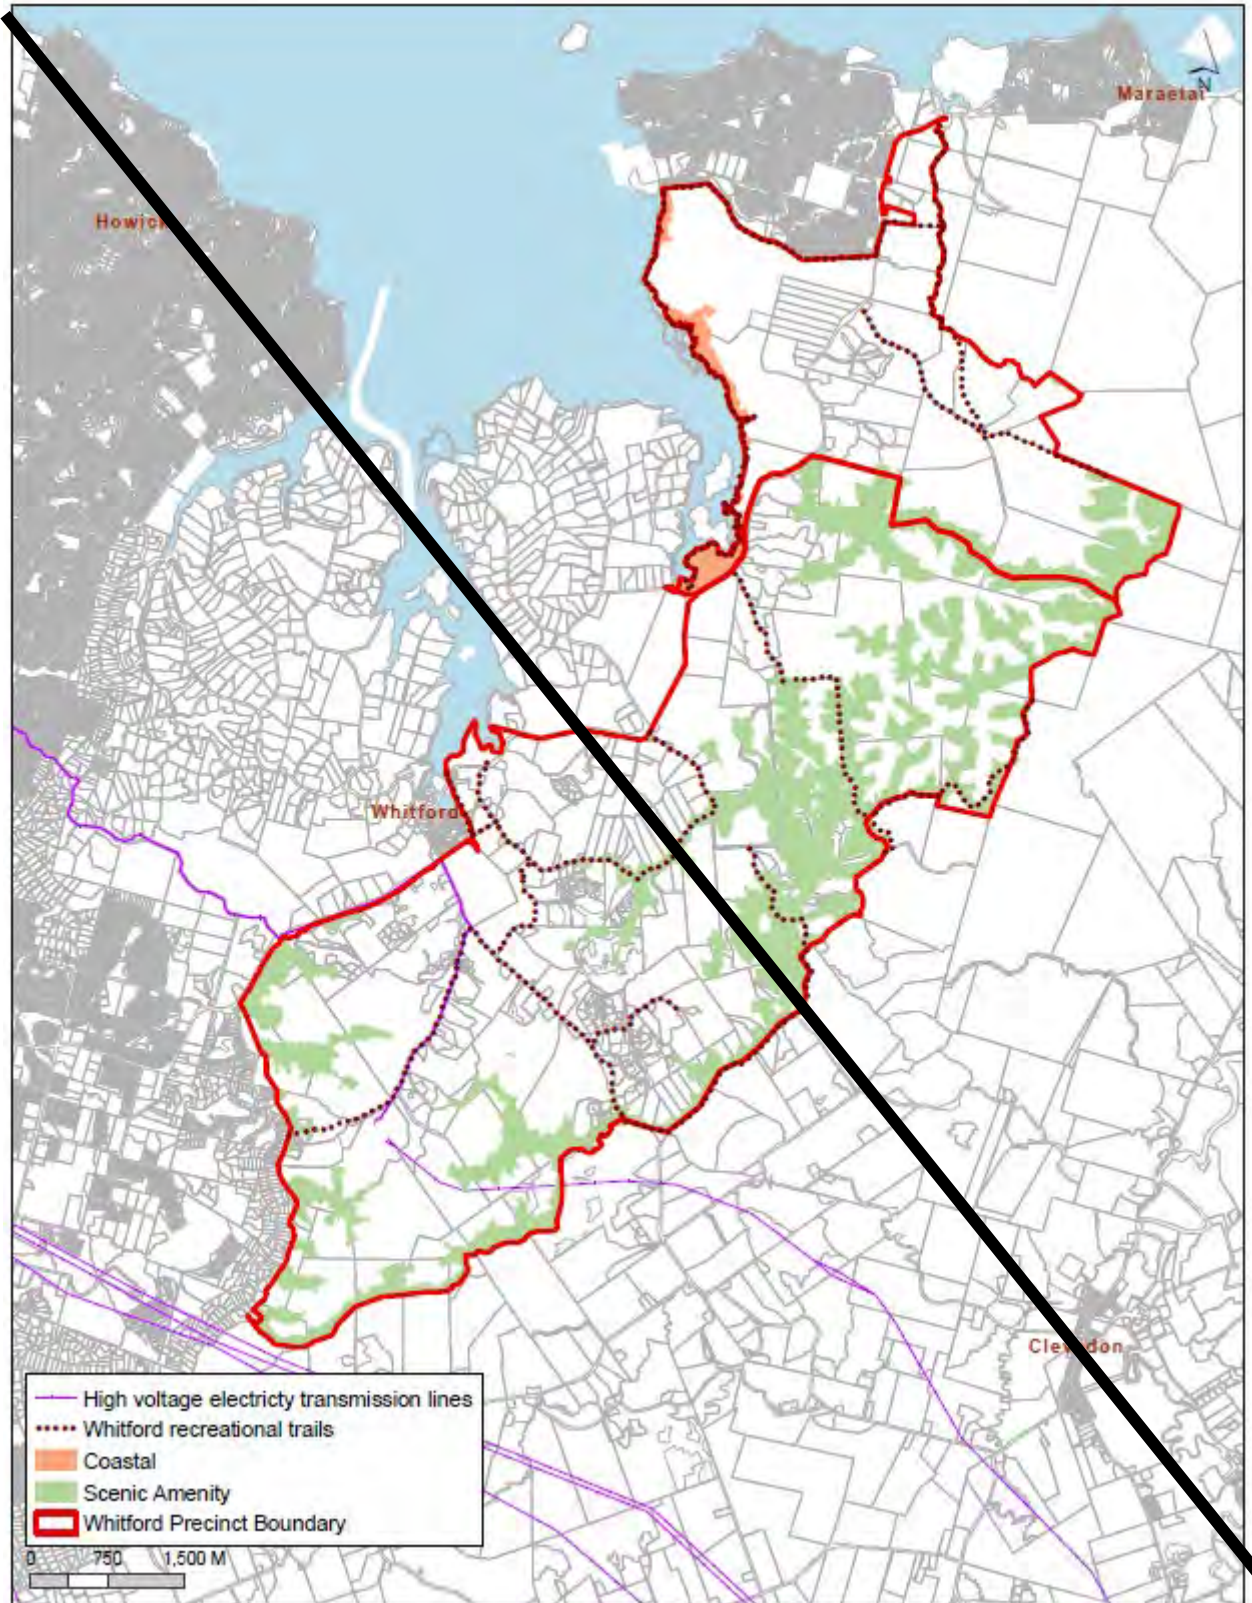 Maraetai
N
Howick
Whitford
Clevedon
High voltage electricty transmission lines
Whitford recreational trails
Coastal
Scenic Amenity
Whitford Precinct Boundary
0 750 1,500 M